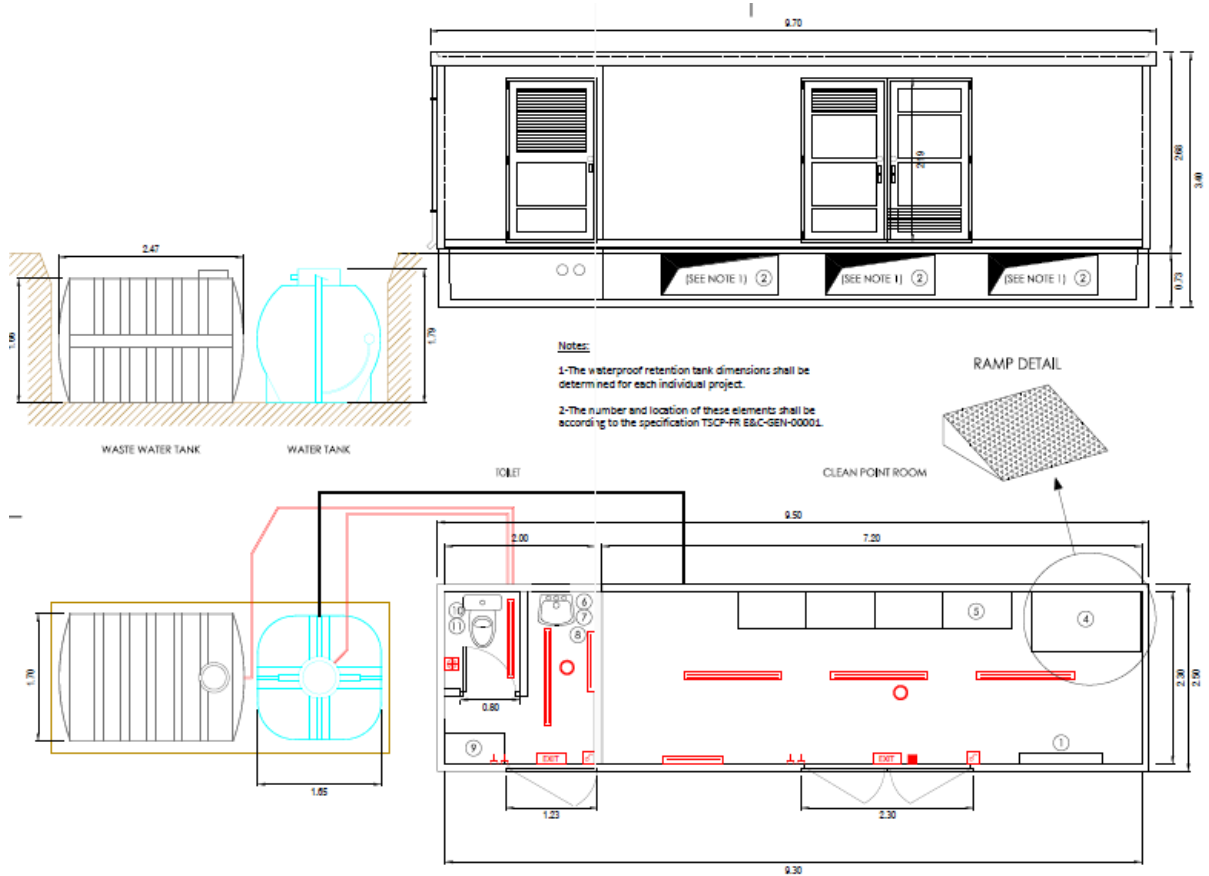 9.70
2.19
2.68
3.40
2.47
1.79
(SEE NOTE 1) 2
(SEE NOTE 1) 2
(SEE NOTE 1) 2
0.73
Notes:
1-The waterproof retention tank dimensions shall be
determined for each individual project.
2-The number and location of these elements shall be
according to the specification TSCP-FR E&C-GEN-00001.
RAMP DETAIL
WASTE WATER TANK
WATER TANK
TOILET
CLEAN POINT ROOM
9.50
2.00
7.20
10
11
6
7
8
5
4
1.70
0.80
2.30
2.50
9
EXIT
EXIT
1
1.65
1.23
2.30
9.30